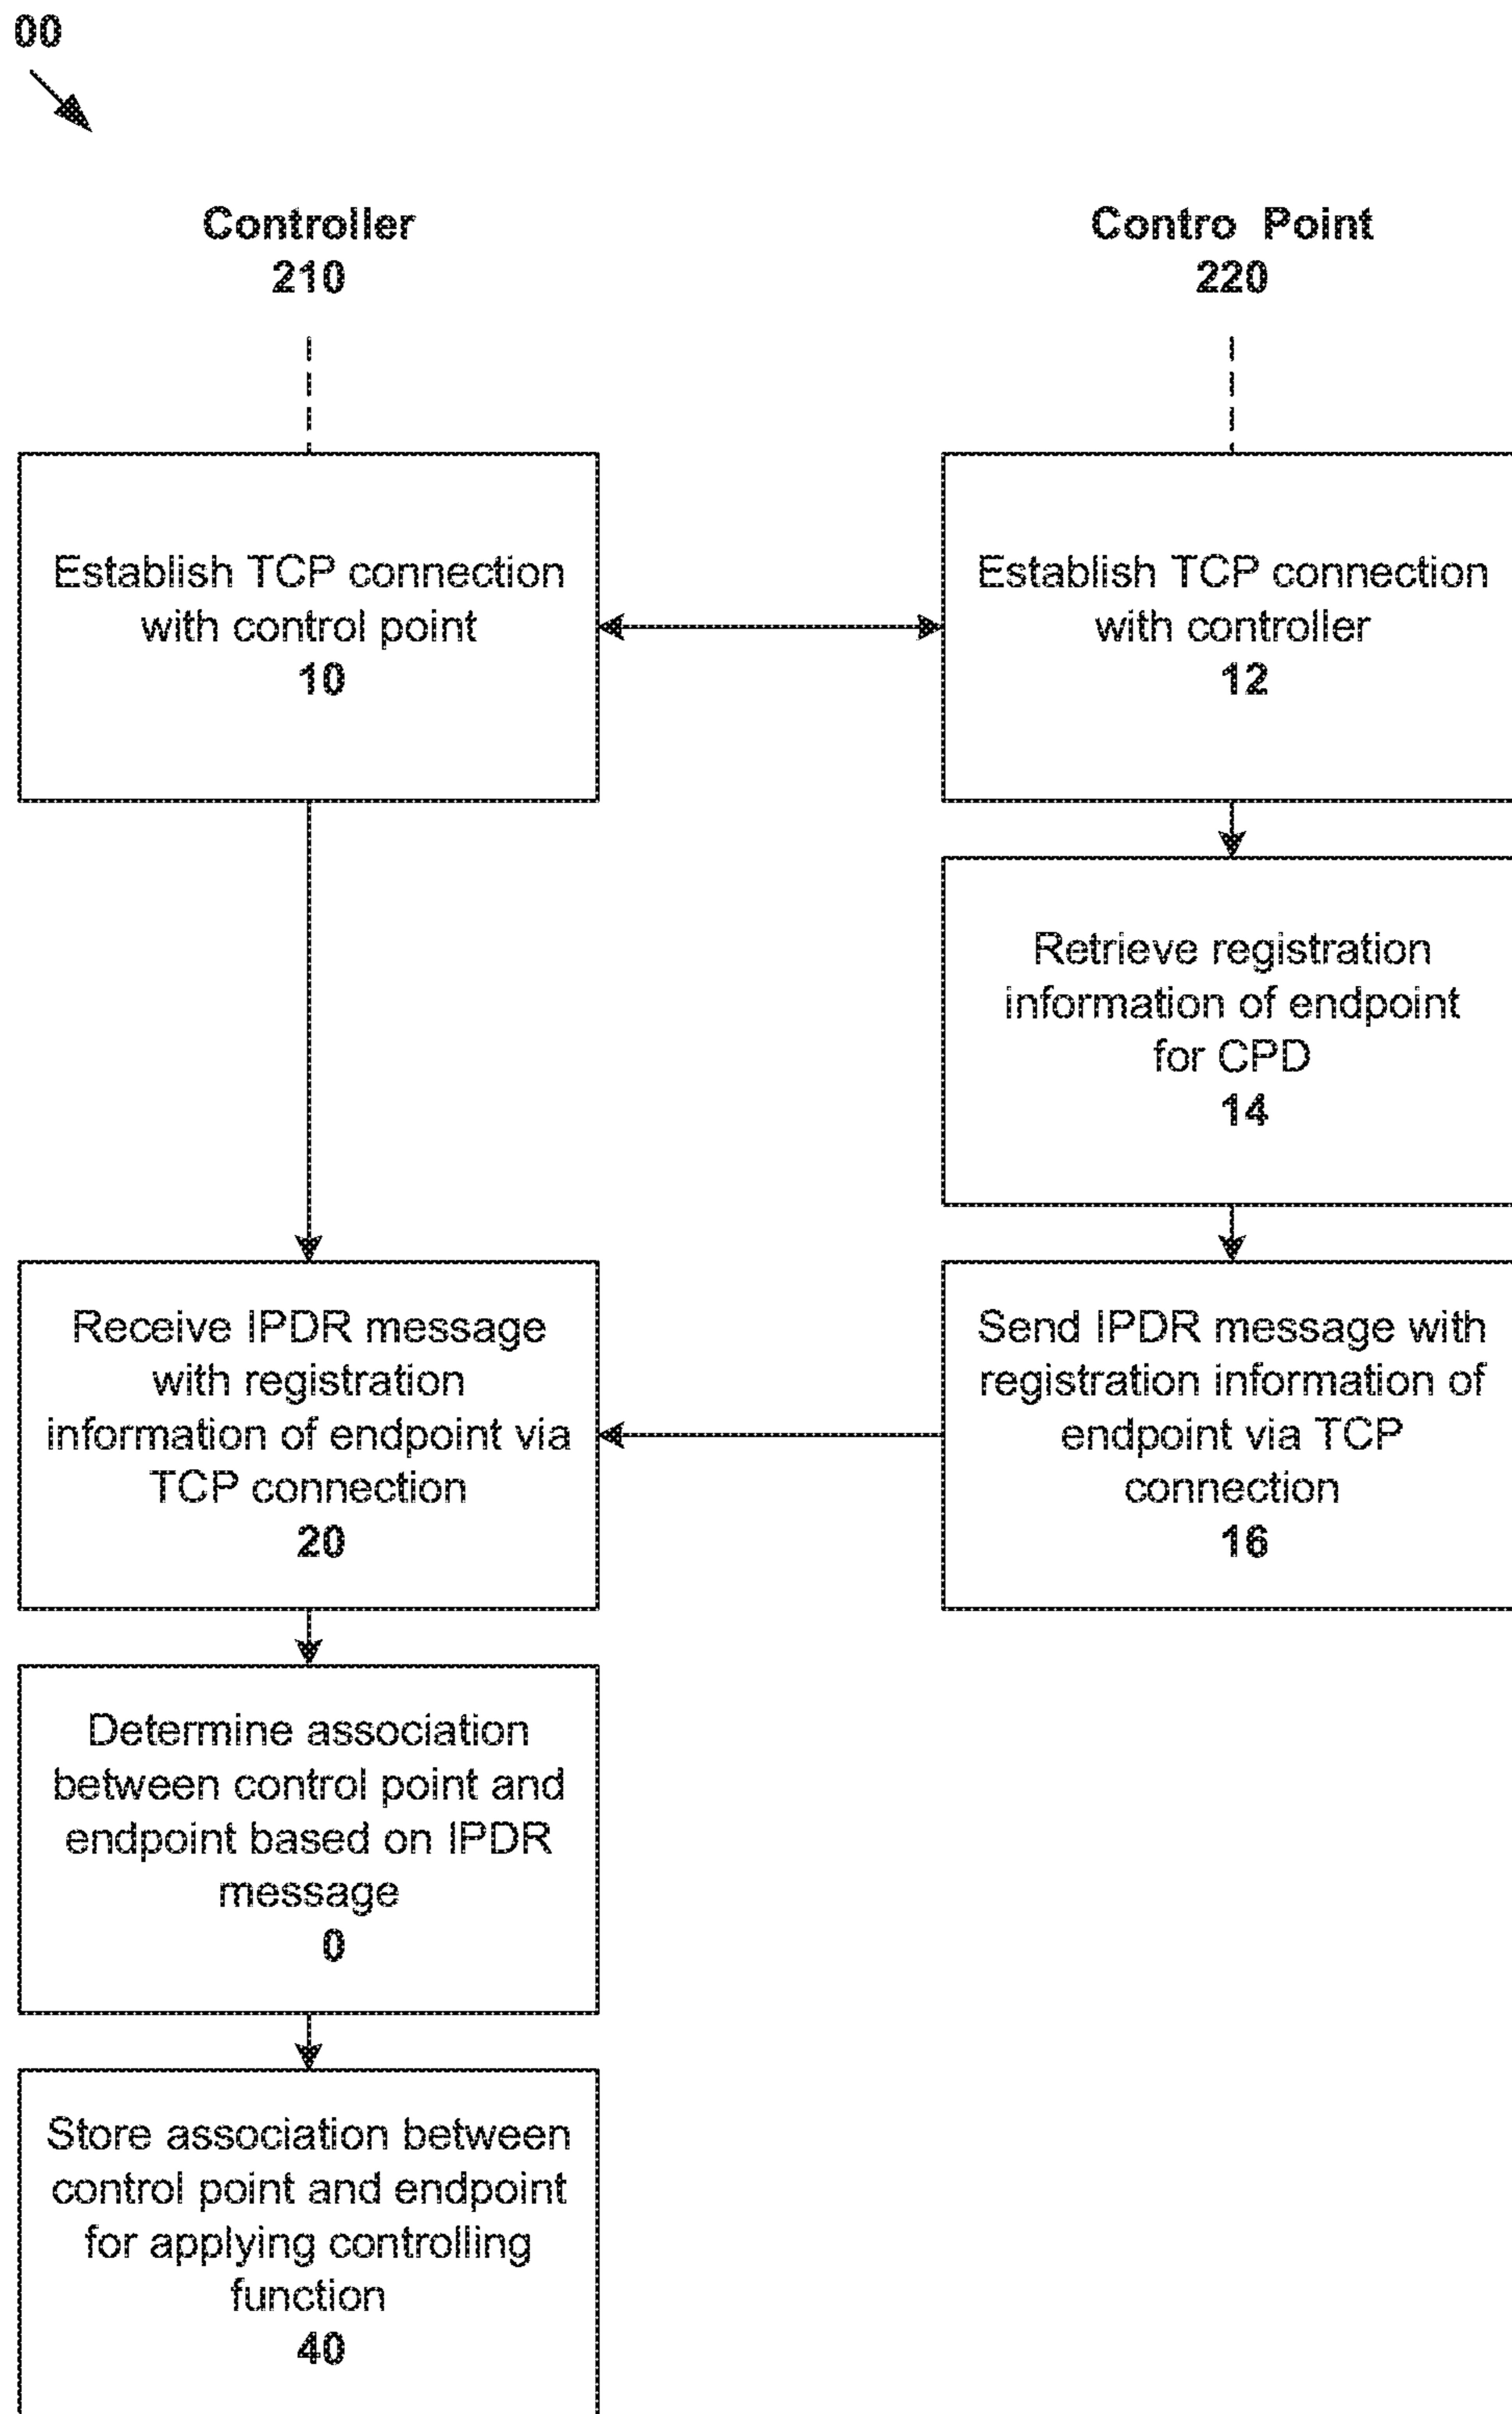 00
Controller
210
Contro Point
220
Establish TCP connection
with control point
10
Establish TCP connection
with controller
12
Retrieve registration
information of endpoint
for CPD
14
Receive IPDR message
with registration
information of endpoint via
TCP connection
20
Send IPDR message with
registration information of
endpoint via TCP
connection
16
Determine association
between control point and
endpoint based on IPDR
message
0
Store association between
control point and endpoint
for applying controlling
function
40